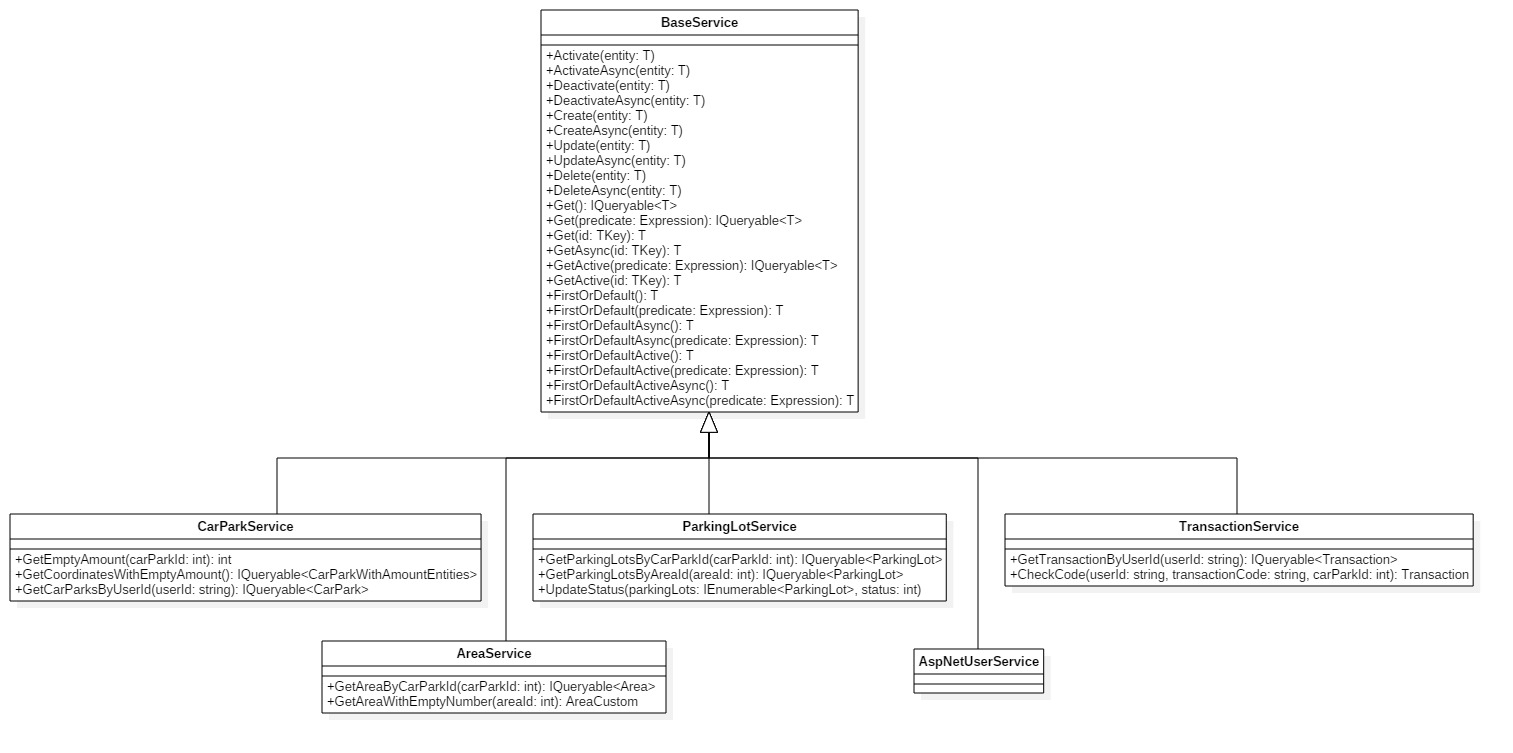 BaseService
+Activate(entity: T)
+ActivateAsync(entity: T)
+Deactivate(entity: T)
+DeactivateAsync(entity: T)
+Create(entity: T)
+CreateAsync(entity: T)
+Update(entity: T)
+UpdateAsync(entity: T)
+Delete(entity: T)
+DeleteAsync(entity: T)
+Get(): IQueryable<T>
+Get(predicate: Expression): IQueryable<T>
+Get(id: TKey): T
+GetAsync(id: TKey): T
+GetActive(predicate: Expression): IQueryable<T>
+GetActive(id: TKey): T
+FirstOrDefault(): T
+FirstOrDefault(predicate: Expression): T
+FirstOrDefaultAsync(): T
+FirstOrDefaultAsync(predicate: Expression): T
+FirstOrDefaultActive(): T
+FirstOrDefaultActive(predicate: Expression): T
+FirstOrDefaultActiveAsync(): T
+FirstOrDefaultActiveAsync(predicate: Expression): T
CarParkService
+GetEmptyAmount(carParkId: int): int
+GetCoordinatesWithEmptyAmount(): IQueryable<CarParkWithAmountEntities>
+GetCarParksByUserId(userId: string): IQueryable<CarPark>
ParkingLotService
+GetParkingLotsByCarParkId(carParkId: int): IQueryable<ParkingLot>
+GetParkingLotsByAreaId(areaId: int): IQueryable<ParkingLot>
+UpdateStatus(parkingLots: IEnumerable<ParkingLot>, status: int)
TransactionService
+GetTransactionByUserId(userId: string): IQueryable<Transaction>
+CheckCode(userId: string, transactionCode: string, carParkId: int): Transaction
AreaService
+GetAreaByCarParkId(carParkId: int): IQueryable<Area>
+GetAreaWithEmptyNumber(areaId: int): AreaCustom
AspNetUserService